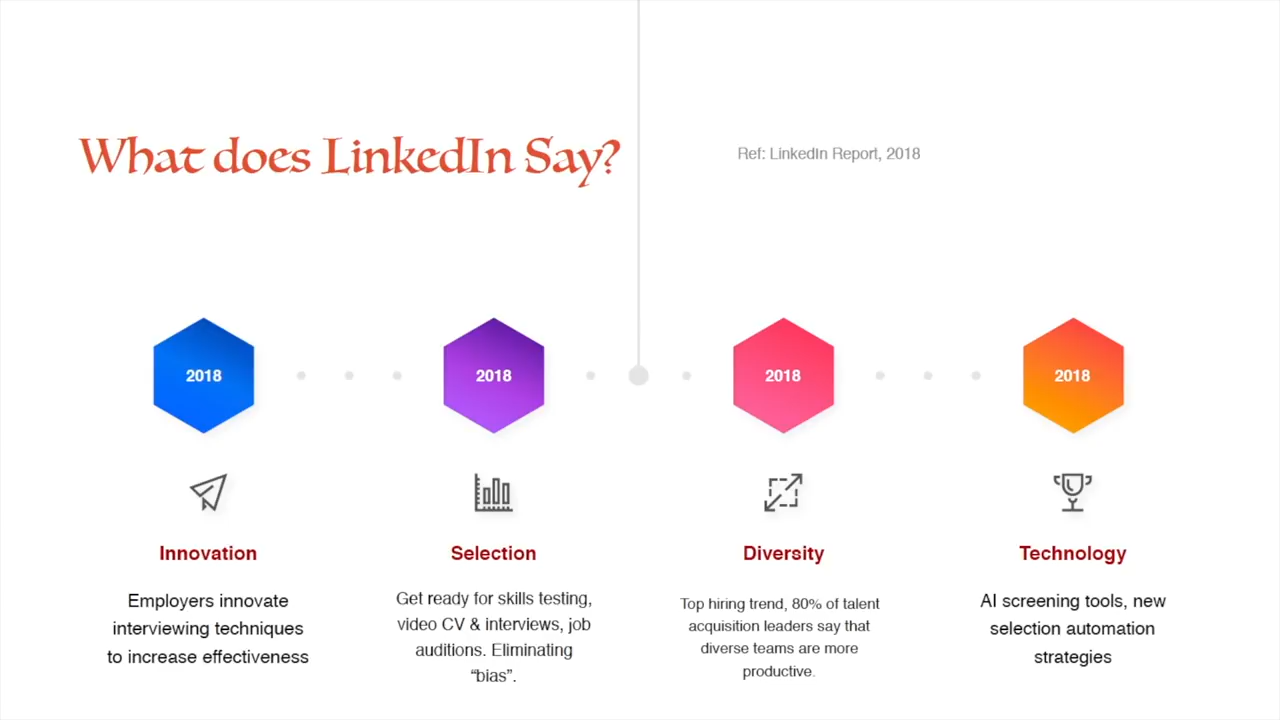 What does LinkedIn Say?
Ref: LinkedIn Report, 2018
2018
2018
2018
2018
Innovation
Employers innovate
interviewing techniques
to increase effectiveness
Selection
Get ready for skills testing,
video CV & interviews, job
auditions. Eliminating
“bias”.
Diversity
Top hiring trend, 80% of talent
acquisition leaders say that
diverse teams are more
productive.
Technology
AI screening tools, new
selection automation
strategies